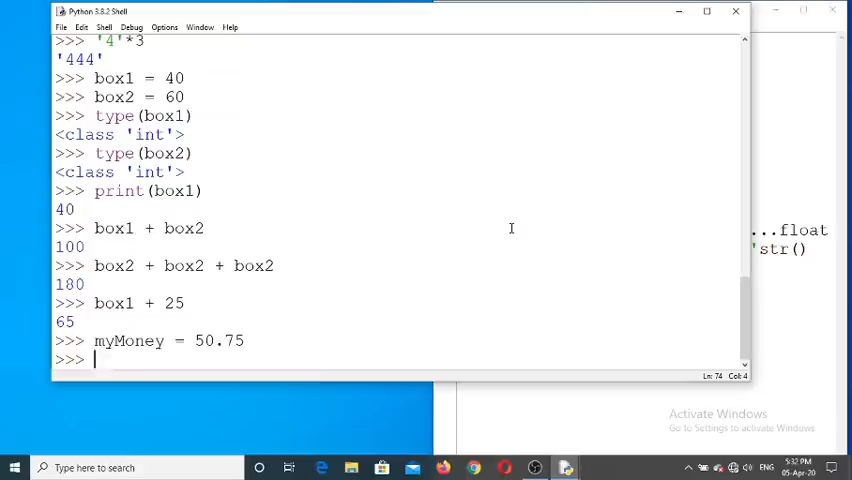 Python 3.8.2 Shell
File Edit Shell Debug Options Window Help
>>> '4'*3
'444'
>>> box1 = 40
>>> box2 = 60
>>> type(box1)
<class 'int'>
>>> type(box2)
<class 'int'>
>>> print(box1)
40
>>> box1 + box2
100
>>> box2 + box2 + box2
180
>>> box1 + 25
65
>>> myMoney = 50.75
>>>
Ln: 74 Col: 4
...float
'str()
Activate Windows
Go to Settings to activate Windows.
Type here to search
ENG
5:32 PM
05-Apr-20